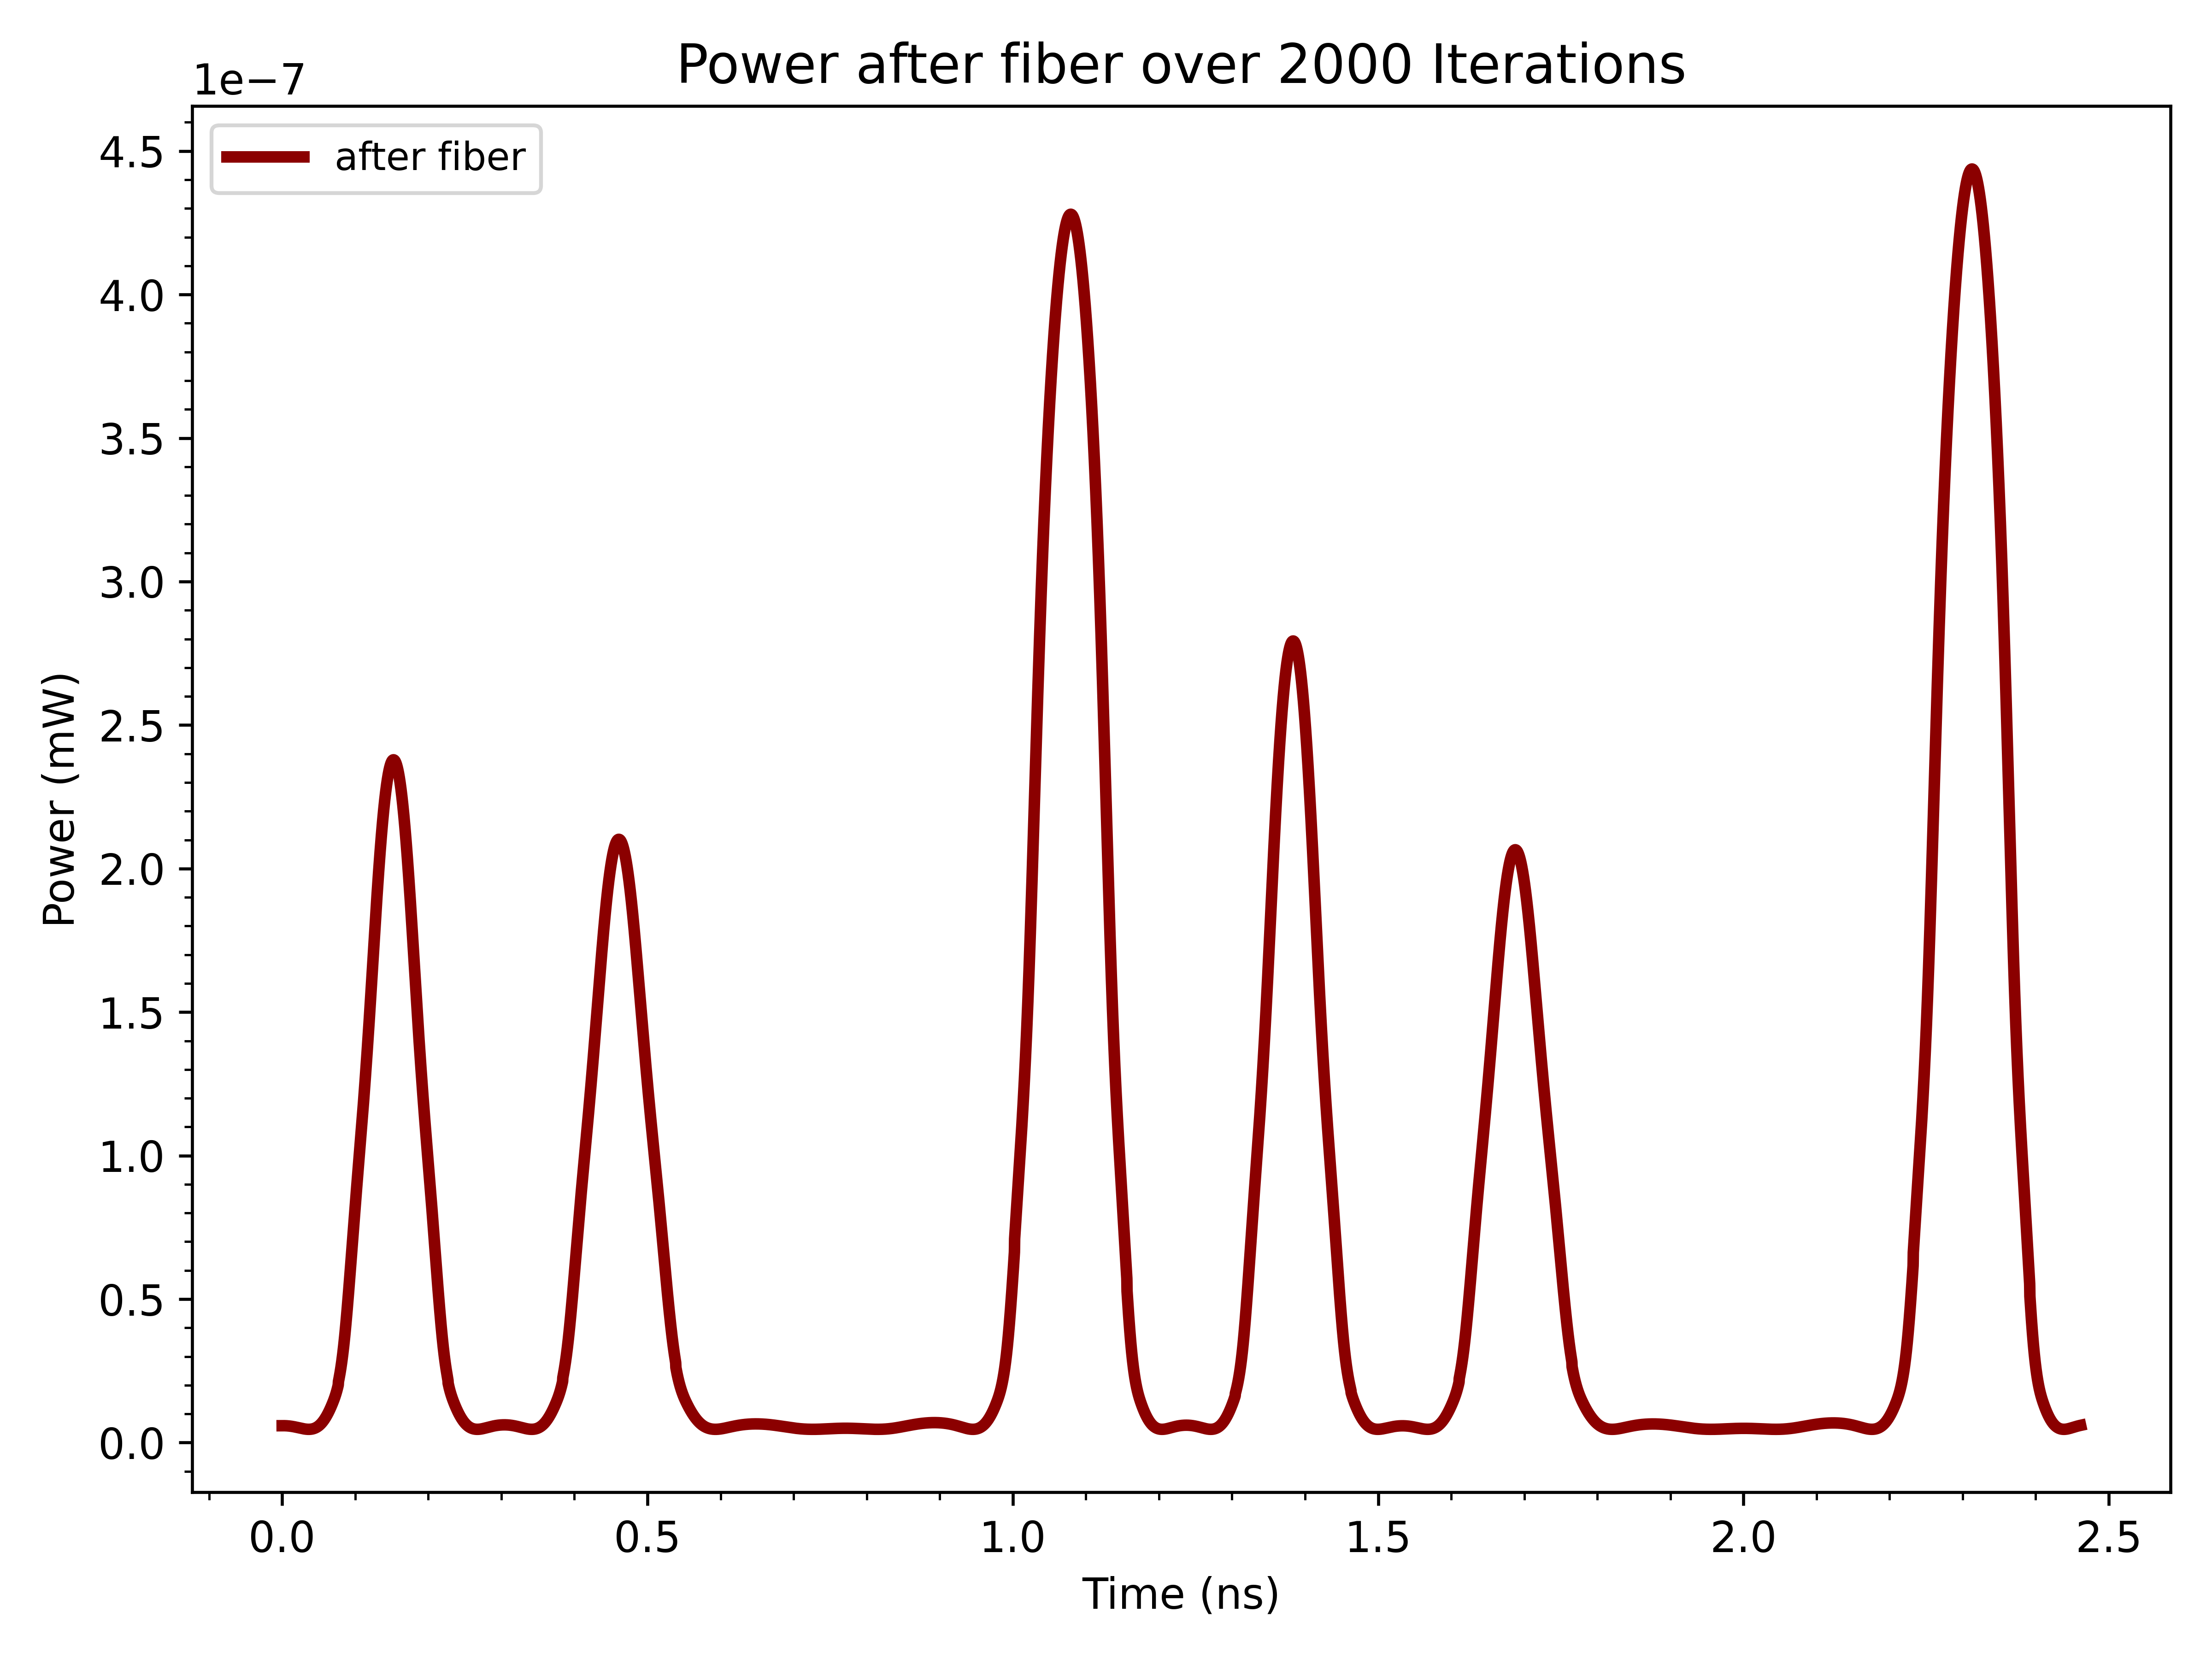 Power after fiber over 2000 Iterations
1e−7
after fiber
4.5
4.0
3.5
3.0
2.5
2.0
1.5
1.0
0.5
0.0
Power (mW)
0.0 0.5 1.0 1.5 2.0 2.5
Time (ns)